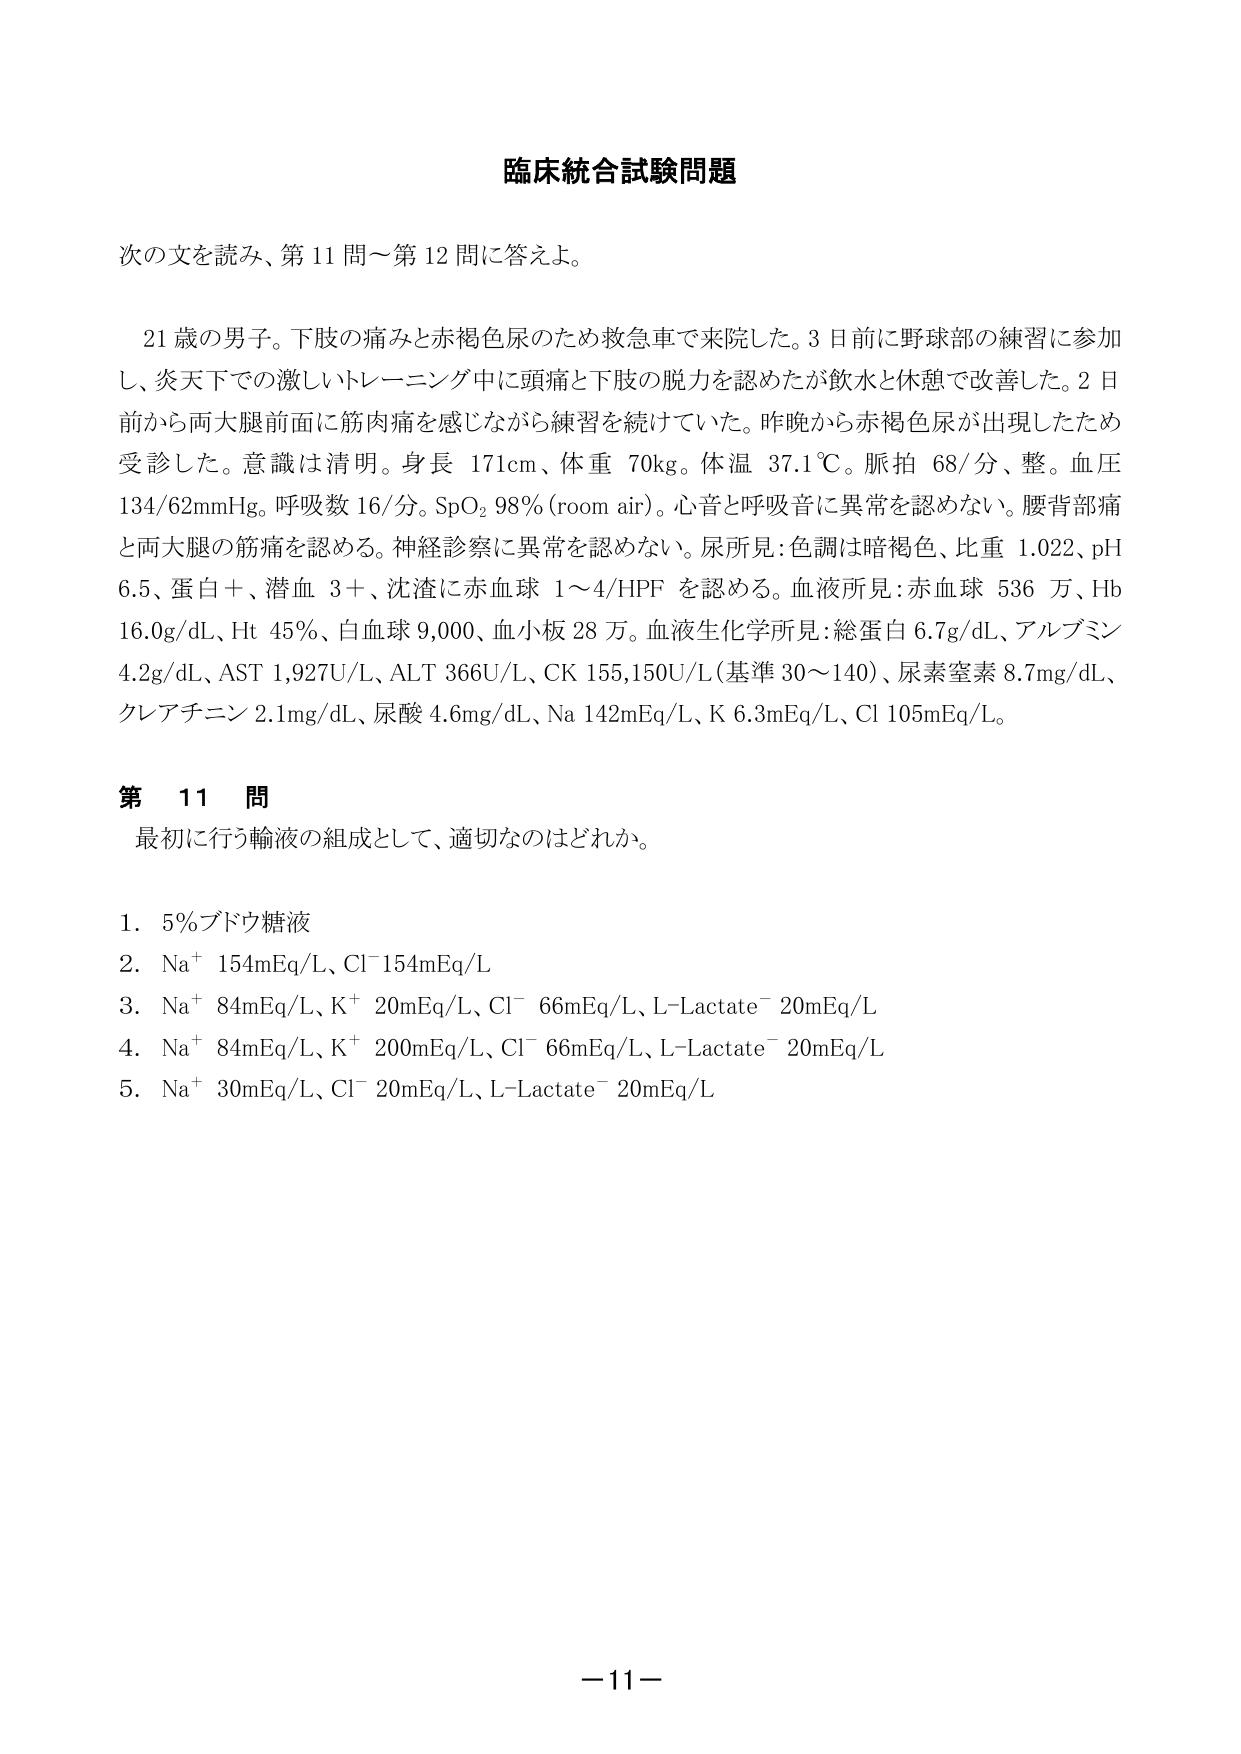 臨床統合試験問題
次の文を読み、第 11 問～第 12 問に答えよ。
21 歳の男子。下肢の痛みと赤褐色尿のため救急車で来院した。3 日前に野球部の練習に参加
し、炎天下での激しいトレーニング中に頭痛と下肢の脱力を認めたが飲水と休憩で改善した。2 日
前から両大腿前面に筋肉痛を感じながら練習を続けていた。昨晩から赤褐色尿が出現したため
受診した。意識は清明。身長 171cm、体重 70kg。体温 37.1℃。脈拍 68/分、整。血圧
134/62mmHg。呼吸数 16/分。SpO₂ 98%(room air)。心音と呼吸音に異常を認めない。腰背部痛
と両大腿の筋痛を認める。神経診察に異常を認めない。尿所見：色調は暗褐色、比重 1.022、pH
6.5、蛋白＋、潜血 3＋、沈渣に赤血球 1～4/HPF を認める。血液所見：赤血球 536 万、Hb
16.0g/dL、Ht 45%、白血球 9,000、血小板 28 万。血液生化学所見：総蛋白 6.7g/dL、アルブミン
4.2g/dL、AST 1,927U/L、ALT 366U/L、CK 155,150U/L(基準 30～140)、尿素窒素 8.7mg/dL、
クレアチニン 2.1mg/dL、尿酸 4.6mg/dL、Na 142mEq/L、K 6.3mEq/L、Cl 105mEq/L。
第 11 問
最初に行う輸液の組成として、適切なのはどれか。
1. 5%ブドウ糖液
2. Na⁺ 154mEq/L、Cl⁻154mEq/L
3. Na⁺ 84mEq/L、K⁺ 20mEq/L、Cl⁻ 66mEq/L、L-Lactate⁻ 20mEq/L
4. Na⁺ 84mEq/L、K⁺ 200mEq/L、Cl⁻ 66mEq/L、L-Lactate⁻ 20mEq/L
5. Na⁺ 30mEq/L、Cl⁻ 20mEq/L、L-Lactate⁻ 20mEq/L
－11－